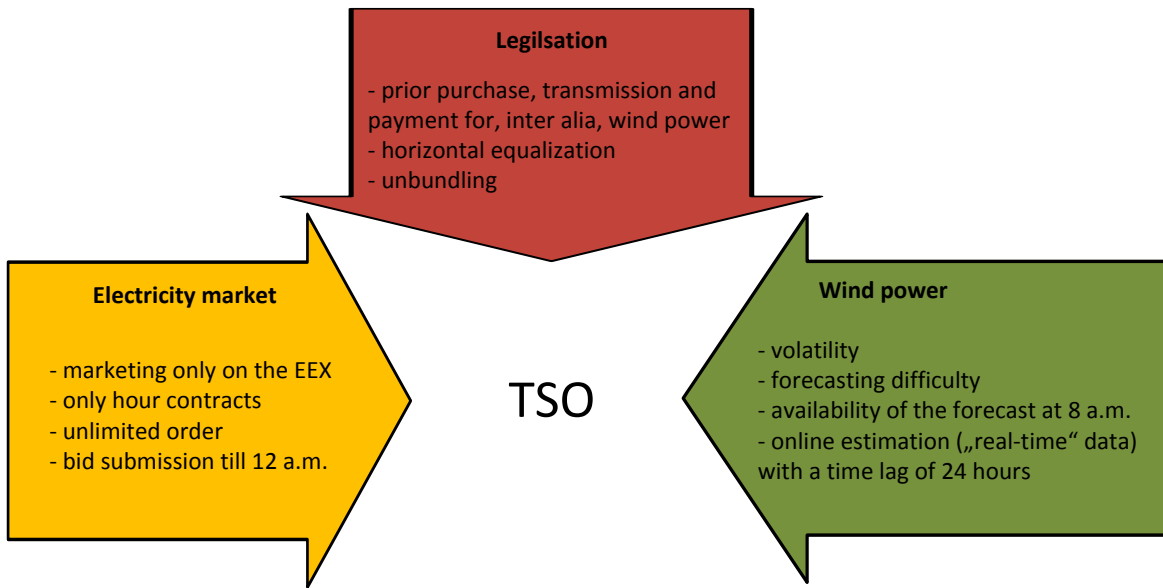 Legilsation
- prior purchase, transmission and
payment for, inter alia, wind power
- horizontal equalization
- unbundling
Electricity market
- marketing only on the EEX
- only hour contracts
- unlimited order
- bid submission till 12 a.m.
TSO
Wind power
- volatility
- forecasting difficulty
- availability of the forecast at 8 a.m.
- online estimation („real-time“ data)
with a time lag of 24 hours